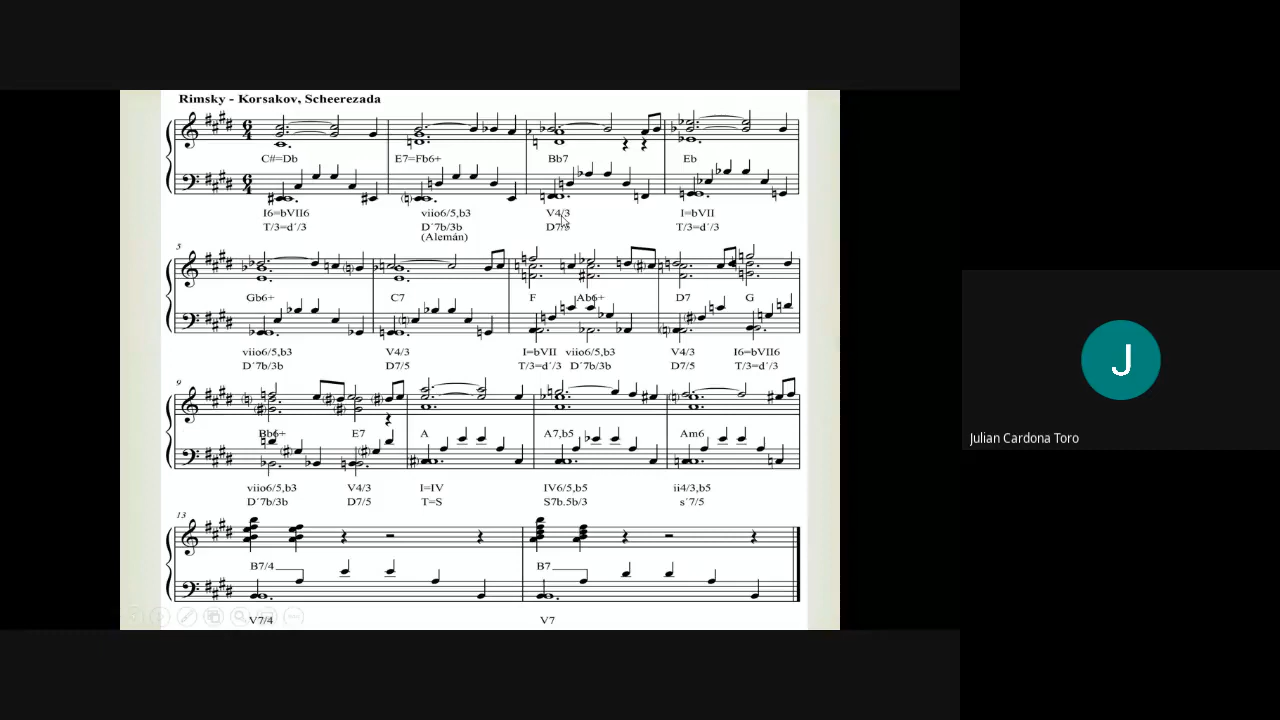 Rimsky - Korsakov, Scheerezada
C#=Db E7=Fb6+ Bb7 Eb
I6=bVII6 viio6/5,b3 V4/3 I=bVII
T/3=d´/3 D´7b/3b D7/5 T/3=d´/3
(Alemán)
5
Gb6+ C7 F Ab6+ D7 G
viio6/5,b3 V4/3 I=bVII viio6/5,b3 V4/3 I6=bVII6
D´7b/3b D7/5 T/3=d´/3 D´7b/3b D7/5 T/3=d´/3
9
Bb6+ E7 A A7,b5 Am6
viio6/5,b3 V4/3 I=IV IV6/5,b5 ii4/3,b5
D´7b/3b D7/5 T=S S7b.5b/3 s´7/5
13
B7/4 B7
V7/4 V7
J
Julian Cardona Toro